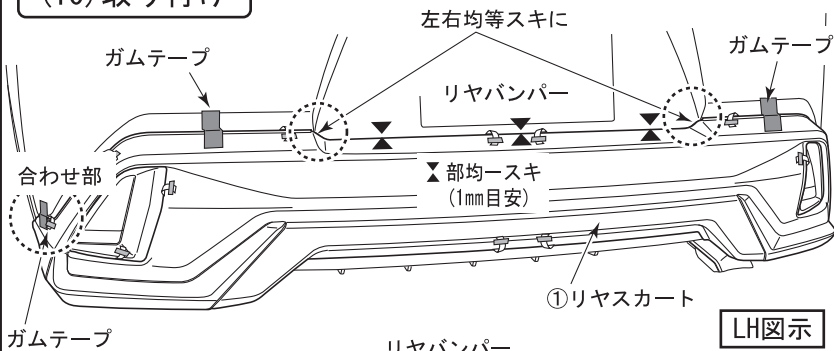 (10)取り付け
左右均等スキに
ガムテープ
ガムテープ
リヤバンパー
合わせ部
部均一スキ
(1mm目安)
①リヤスカート
LH図示
ガムテープ
リヤバンパー